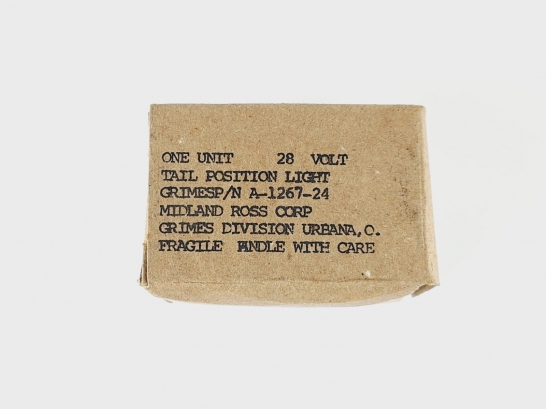 ONE UNIT 28 VOLT
TAIL POSITION LIGHT
GRIMESP/N A-1267-24
MIDLAND ROSS CORP
GRIMES DIVISION URBANA, O.
FRAGILE HNDLE WITH CARE